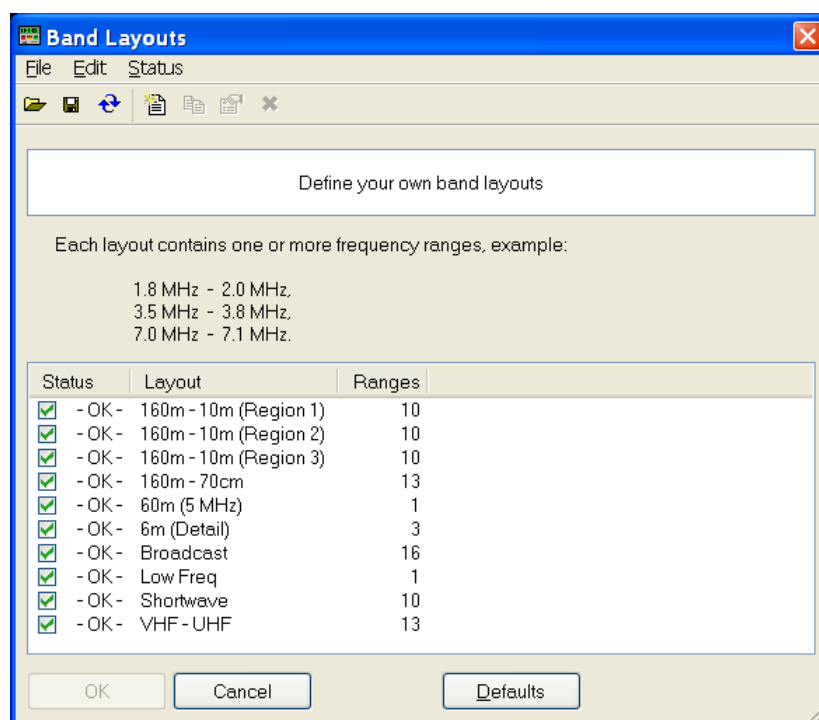 Band Layouts
File Edit Status
Define your own band layouts
Each layout contains one or more frequency ranges, example:
1.8 MHz - 2.0 MHz,
3.5 MHz - 3.8 MHz,
7.0 MHz - 7.1 MHz.
Status Layout Ranges
- OK - 160m - 10m (Region 1) 10
- OK - 160m - 10m (Region 2) 10
- OK - 160m - 10m (Region 3) 10
- OK - 160m - 70cm 13
- OK - 60m (5 MHz) 1
- OK - 6m (Detail) 3
- OK - Broadcast 16
- OK - Low Freq 1
- OK - Shortwave 10
- OK - VHF - UHF 13
OK Cancel Defaults